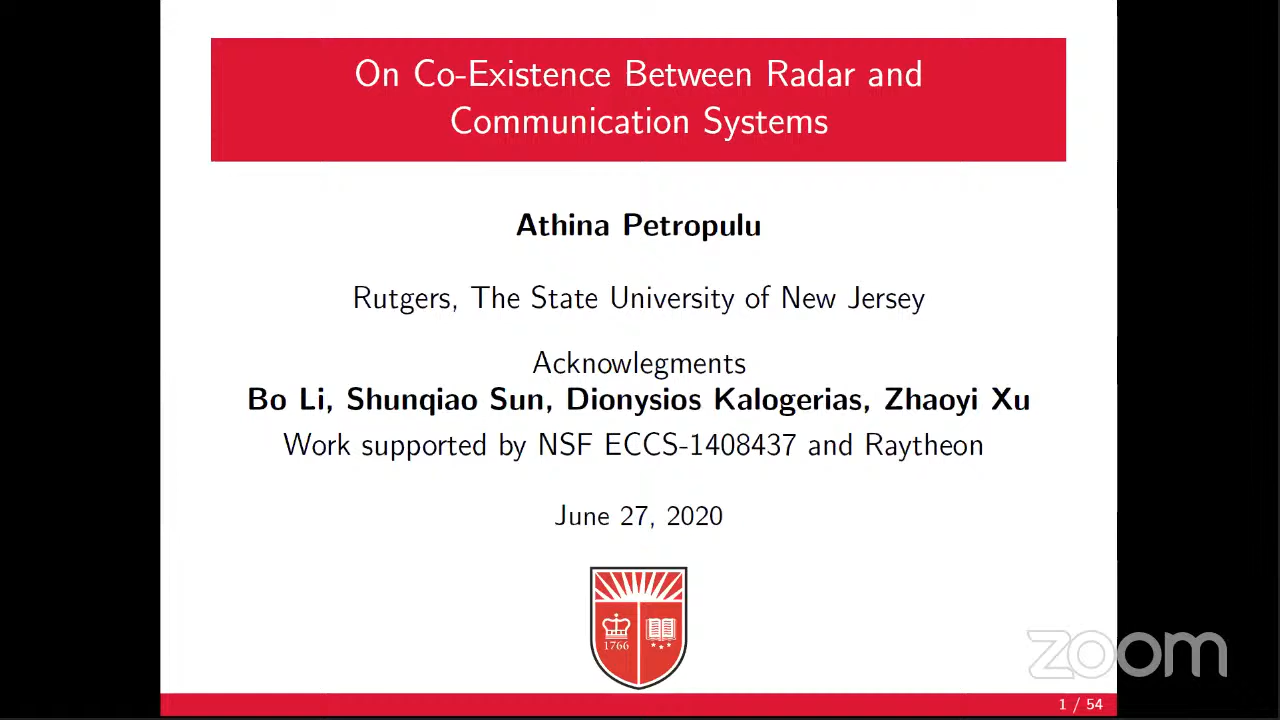 On Co-Existence Between Radar and
Communication Systems
Athina Petropulu
Rutgers, The State University of New Jersey
Acknowlegments
Bo Li, Shunqiao Sun, Dionysios Kalogerias, Zhaoyi Xu
Work supported by NSF ECCS-1408437 and Raytheon
June 27, 2020
1766
zoom
1 / 54